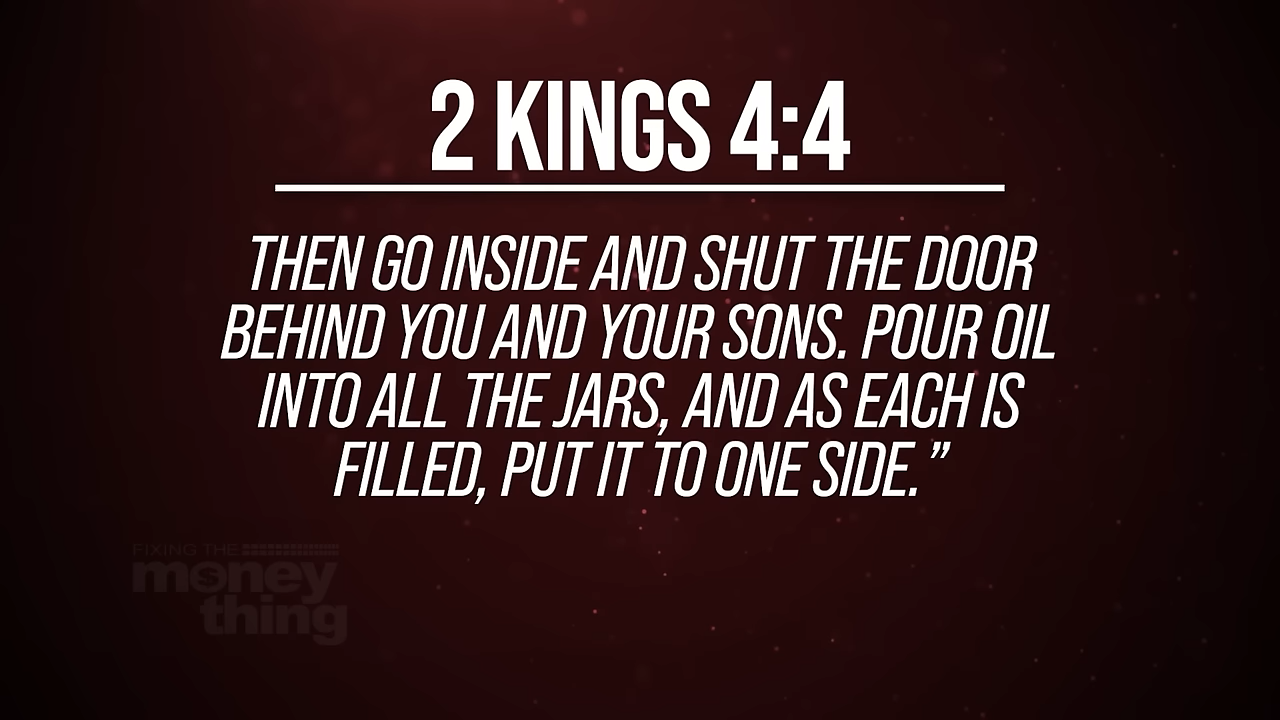 2 KINGS 4:4
THEN GO INSIDE AND SHUT THE DOOR
BEHIND YOU AND YOUR SONS. POUR OIL
INTO ALL THE JARS, AND AS EACH IS
FILLED, PUT IT TO ONE SIDE.”
FIXING THE
money
thing